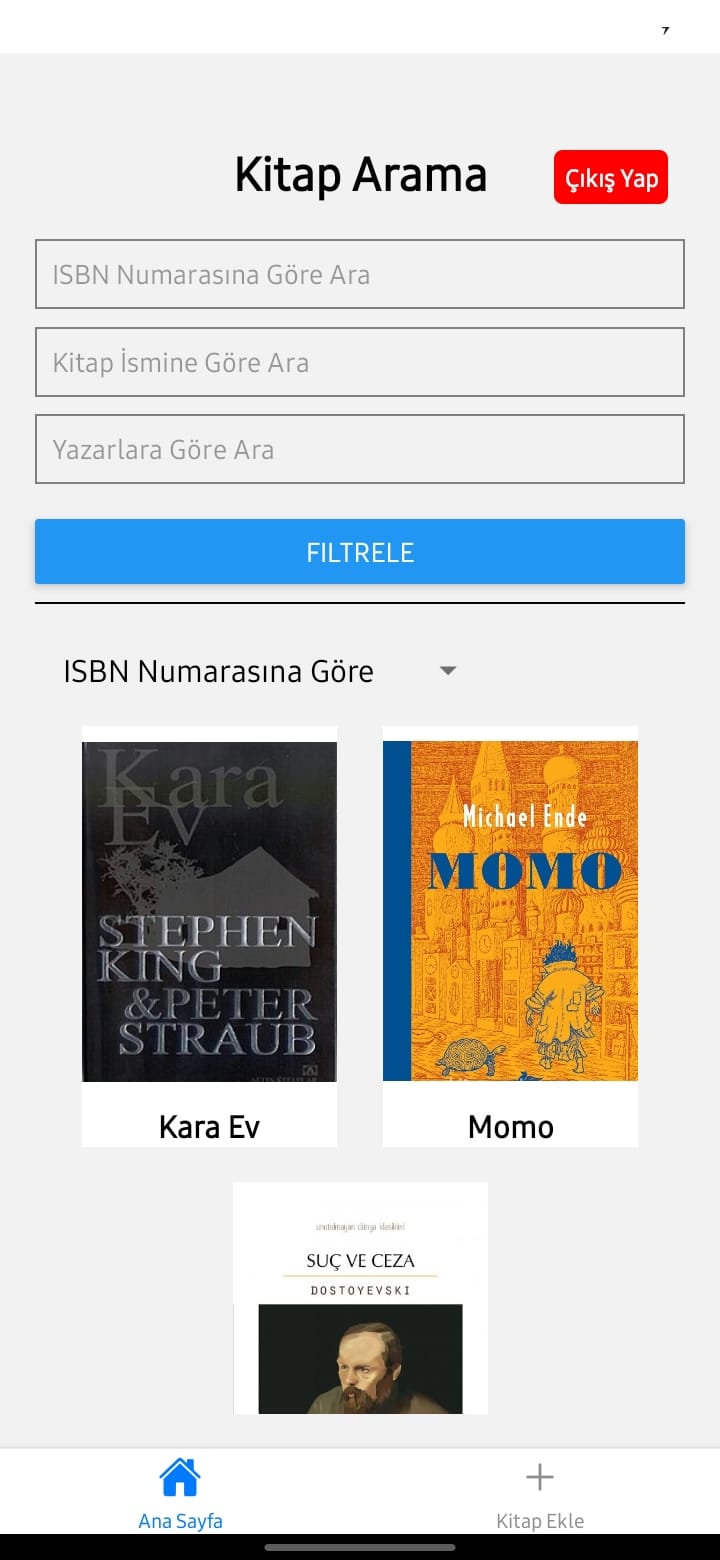 Kitap Arama
Çıkış Yap
ISBN Numarasına Göre Ara
Kitap İsmine Göre Ara
Yazarlara Göre Ara
FILTRELE
ISBN Numarasına Göre
Kara
Ev
STEPHEN
KING
&PETER
STRAUB
Kara Ev
Michael Ende
MOMO
Momo
unutulmayan dünya klasikleri
SUÇ VE CEZA
DOSTOYEVSKI
Ana Sayfa
Kitap Ekle